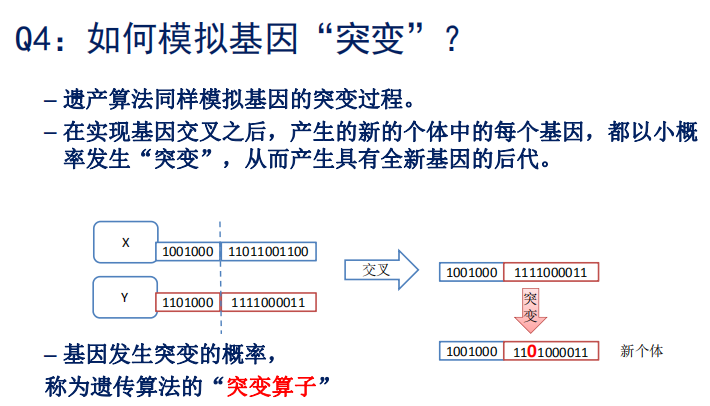 Q4：如何模拟基因“突变”？
– 遗产算法同样模拟基因的突变过程。
– 在实现基因交叉之后，产生的新的个体中的每个基因，都以小概
率发生“突变”，从而产生具有全新基因的后代。
X
1001000 11011001100
Y
1101000 1111000011
交叉
1001000 1111000011
突
变
1001000 1101000011
新个体
– 基因发生突变的概率，
称为遗传算法的“突变算子”